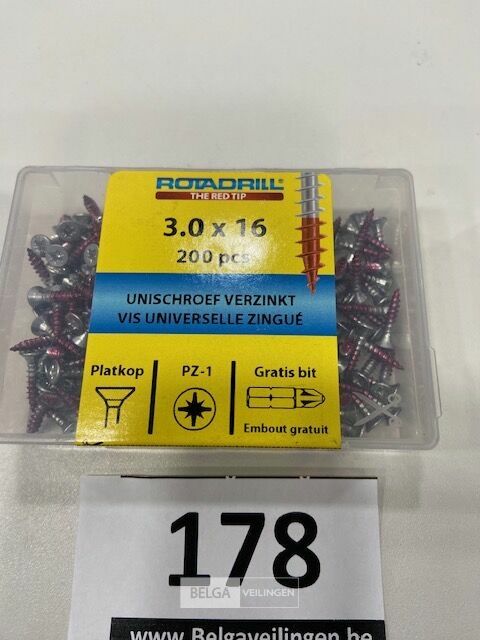 ROTADRILL®
THE RED TIP
3.0 x 16
200 pcs
UNISCHROEF VERZINKT
VIS UNIVERSELLE ZINGUÉ
Platkop PZ-1 Gratis bit
Embout gratuit
178
BELGA VEILINGEN
www.Belgaveilingen.be